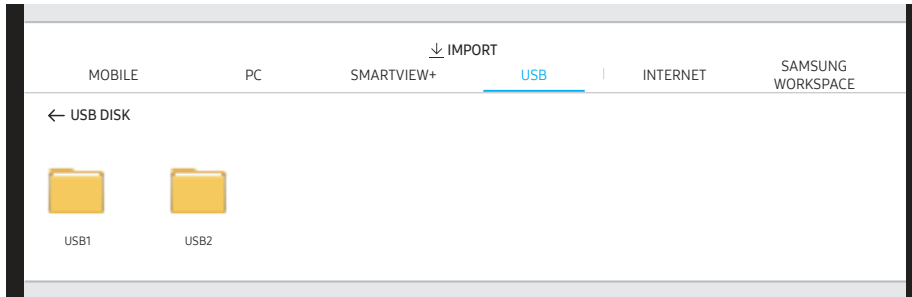 IMPORT
MOBILE PC SMARTVIEW+ USB INTERNET SAMSUNG
WORKSPACE
USB DISK
USB1 USB2